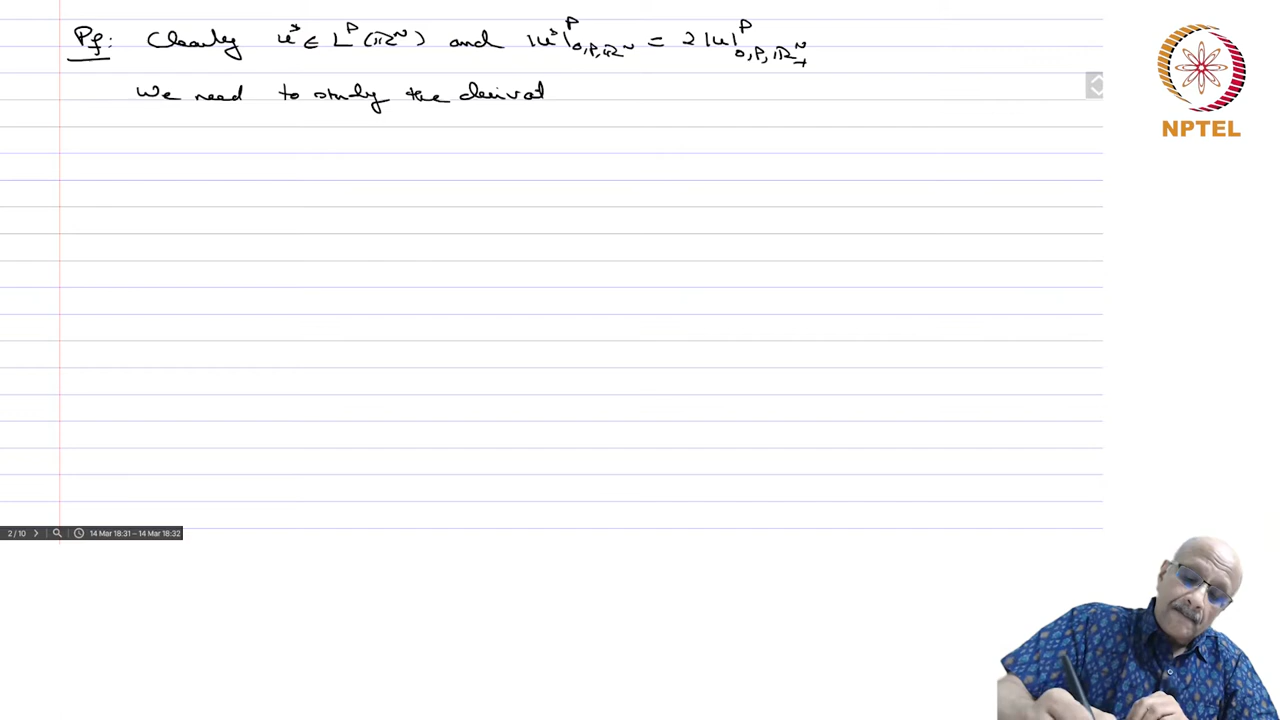 Pf: Clearly u* ∈ L^P(ℝ^N) and |u*|^P_{0,P,ℝ^N} = 2|u|^P_{0,P,ℝ^N_+}
We need to study the derivat
NPTEL
2 / 10 14 Mar 18:31 – 14 Mar 18:32